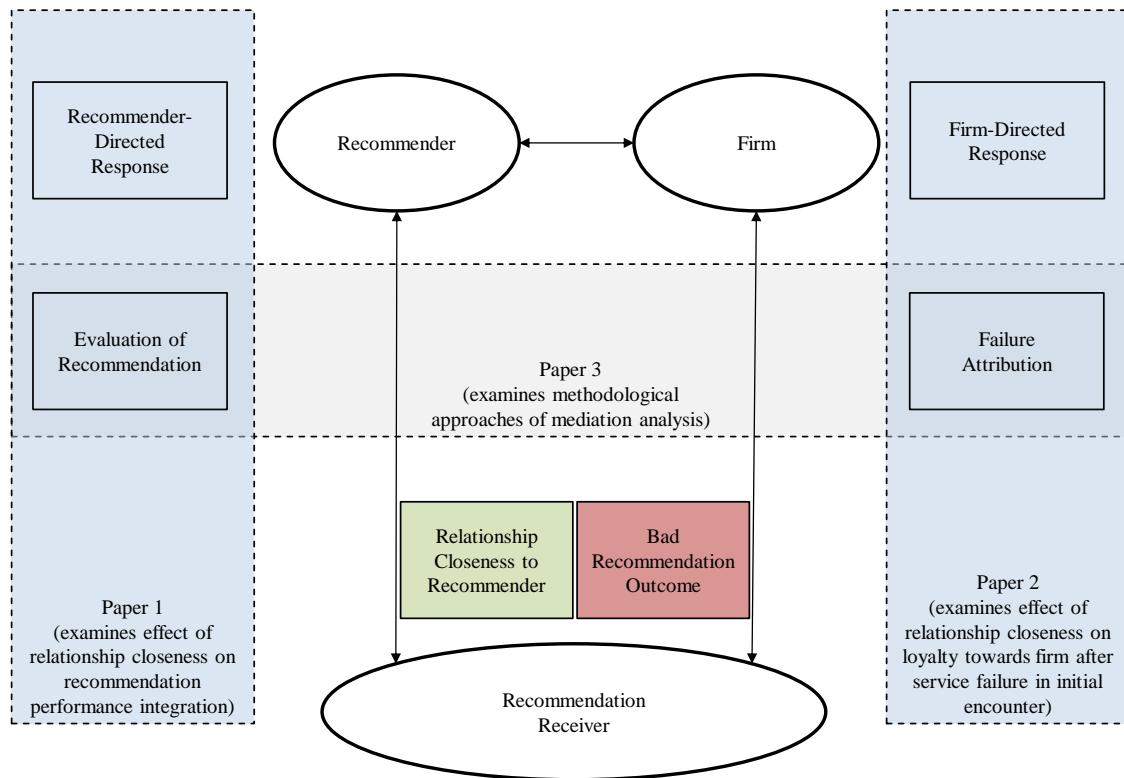 Recommender-
Directed
Response
Recommender
Firm
Firm-Directed
Response
Evaluation of
Recommendation
Failure
Attribution
Paper 3
(examines methodological
approaches of mediation analysis)
Relationship
Closeness to
Recommender
Bad
Recommendation
Outcome
Paper 1
(examines effect of
relationship closeness on
recommendation
performance integration)
Paper 2
(examines effect of
relationship closeness on
loyalty towards firm after
service failure in initial
encounter)
Recommendation
Receiver